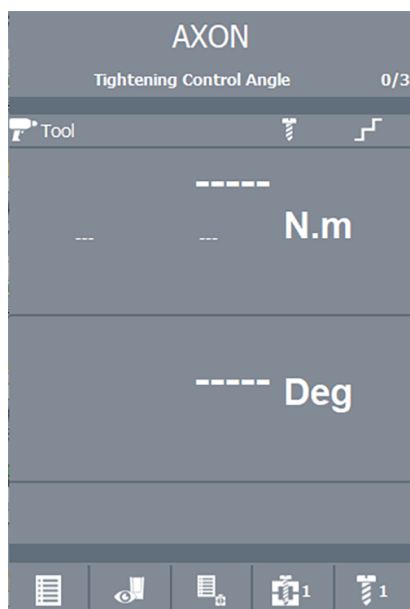 AXON
Tightening Control Angle 0/3
Tool
-----
--- --- N.m
----- Deg
1 1